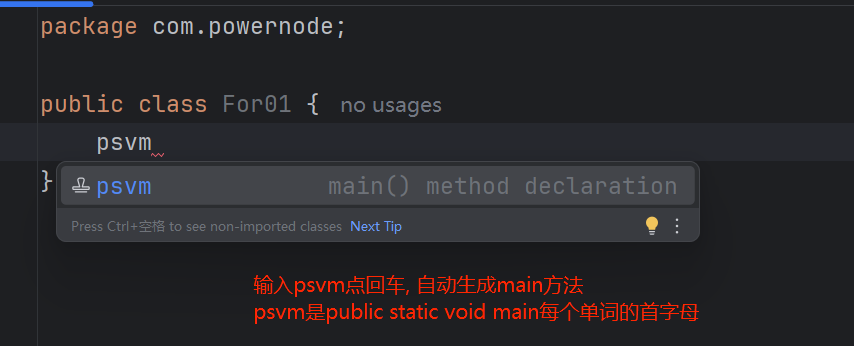 package com.powernode;
public class For01 { no usages
psvm
}
psvm main() method declaration
Press Ctrl+空格 to see non-imported classes Next Tip
输入psvm点回车, 自动生成main方法
psvm是public static void main每个单词的首字母